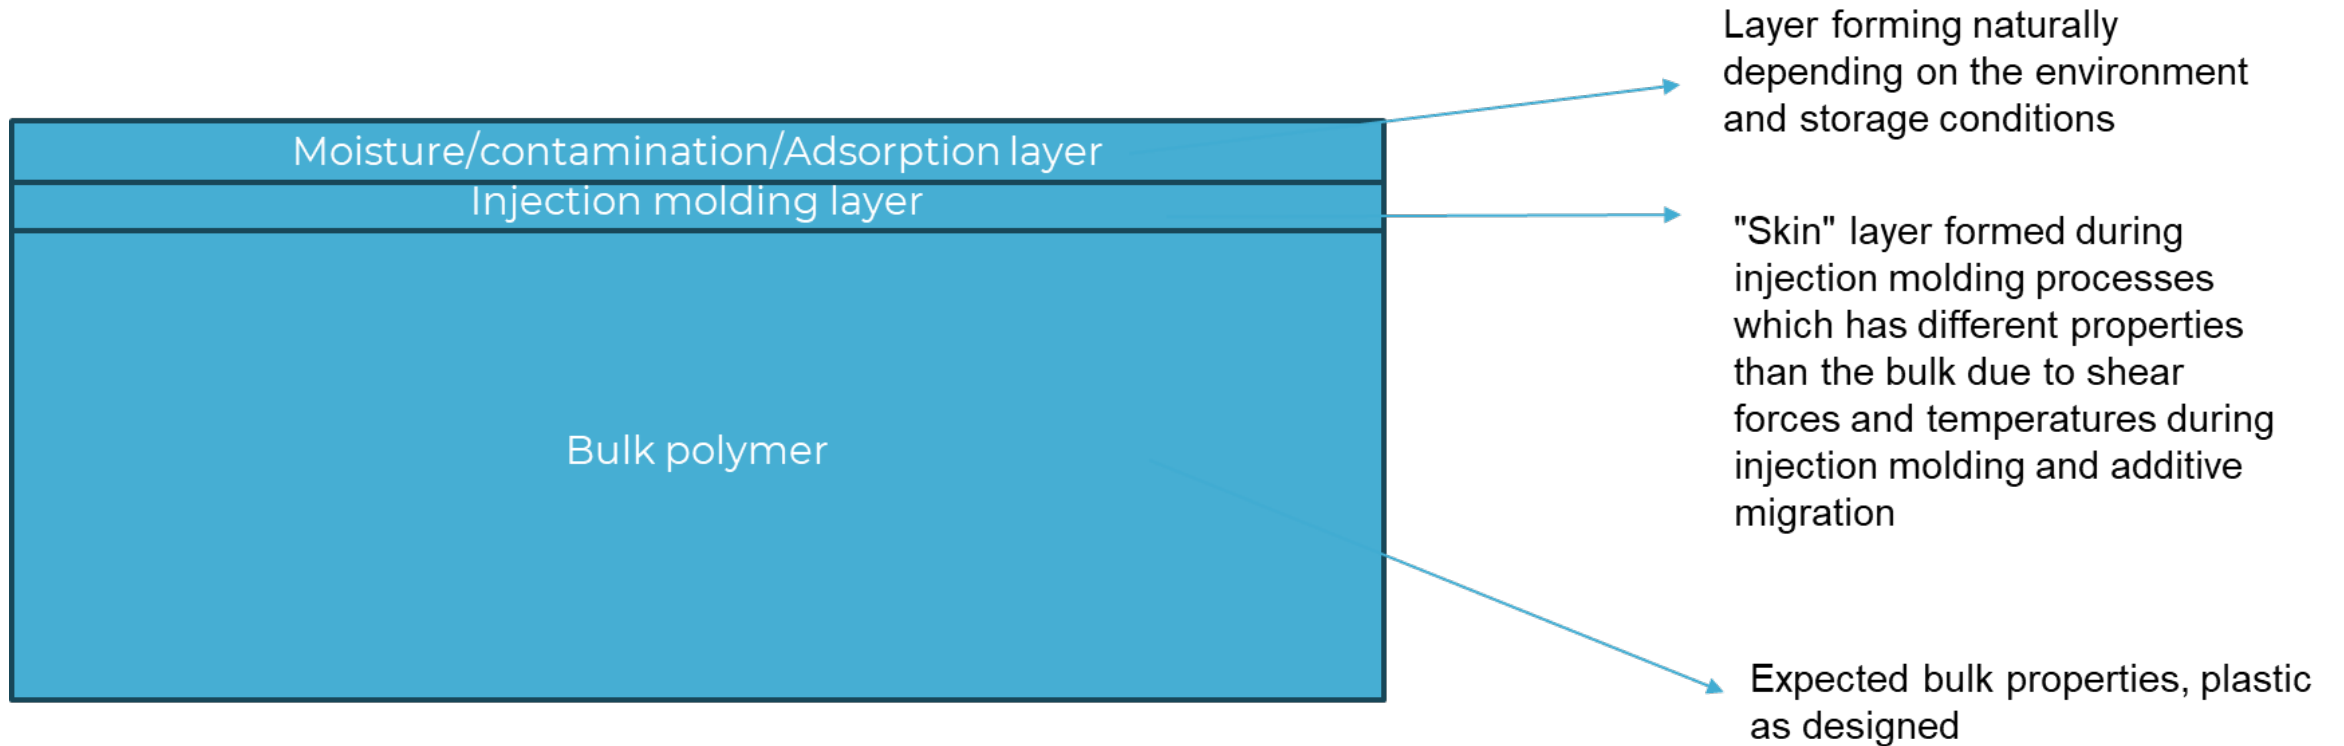 Layer forming naturally
depending on the environment
and storage conditions
Moisture/contamination/Adsorption layer
Injection molding layer
"Skin" layer formed during
injection molding processes
which has different properties
than the bulk due to shear
forces and temperatures during
injection molding and additive
migration
Bulk polymer
Expected bulk properties, plastic
as designed